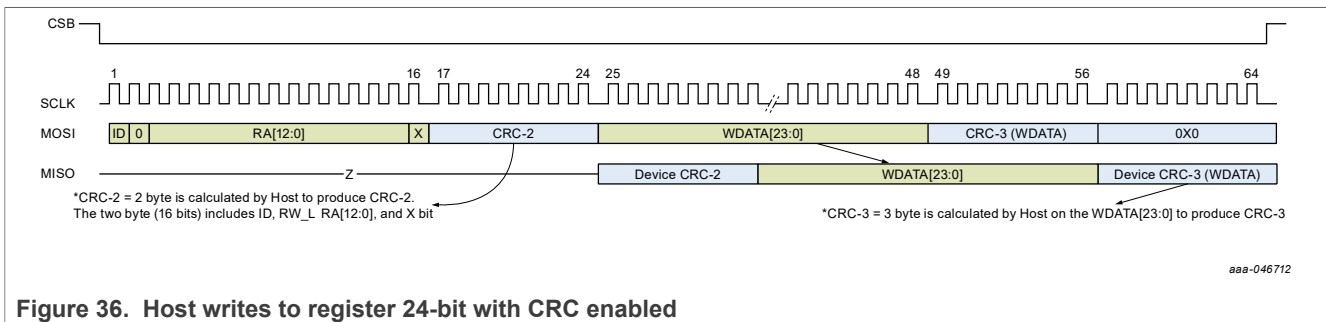 CSB
1 16 17 24 25 48 49 56 64
SCLK
MOSI ID 0 RA[12:0] X CRC-2 WDATA[23:0] CRC-3 (WDATA) 0X0
MISO Z Device CRC-2 WDATA[23:0] Device CRC-3 (WDATA)
*CRC-2 = 2 byte is calculated by Host to produce CRC-2.
The two byte (16 bits) includes ID, RW_L RA[12:0], and X bit
*CRC-3 = 3 byte is calculated by Host on the WDATA[23:0] to produce CRC-3
aaa-046712
Figure 36. Host writes to register 24-bit with CRC enabled